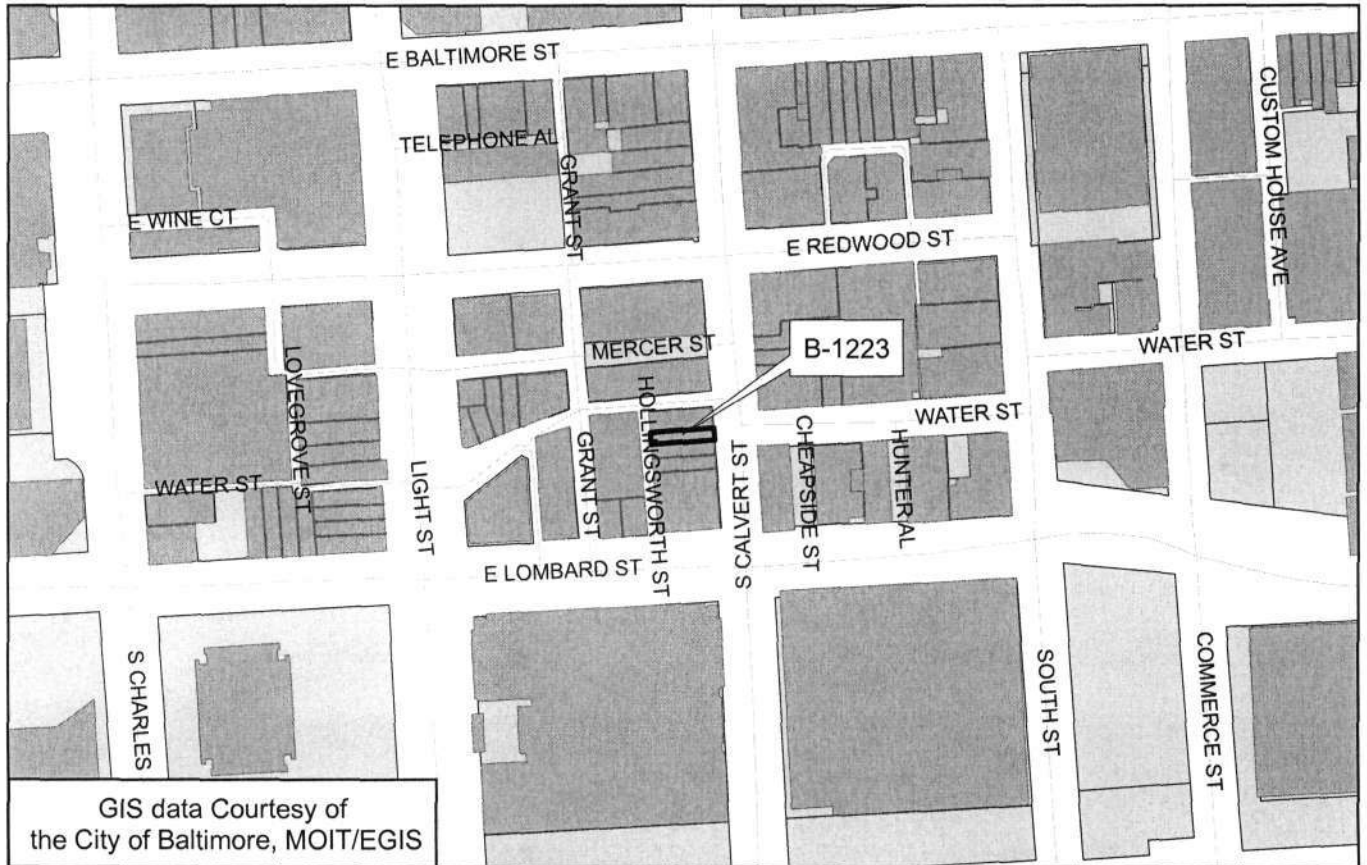 E BALTIMORE ST
CUSTOM HOUSE AVE
TELEPHONE AL
GRANT ST
E WINE CT
E REDWOOD ST
MERCER ST
B-1223
WATER ST
LOVEGROVE ST
HOLLINGSWORTH ST
WATER ST
GRANT ST
S CALVERT ST
CHEAPSIDE ST
HUNTER AL
LIGHT ST
WATER ST
E LOMBARD ST
S CHARLES
SOUTH ST
COMMERCE ST
GIS data Courtesy of
the City of Baltimore, MOIT/EGIS